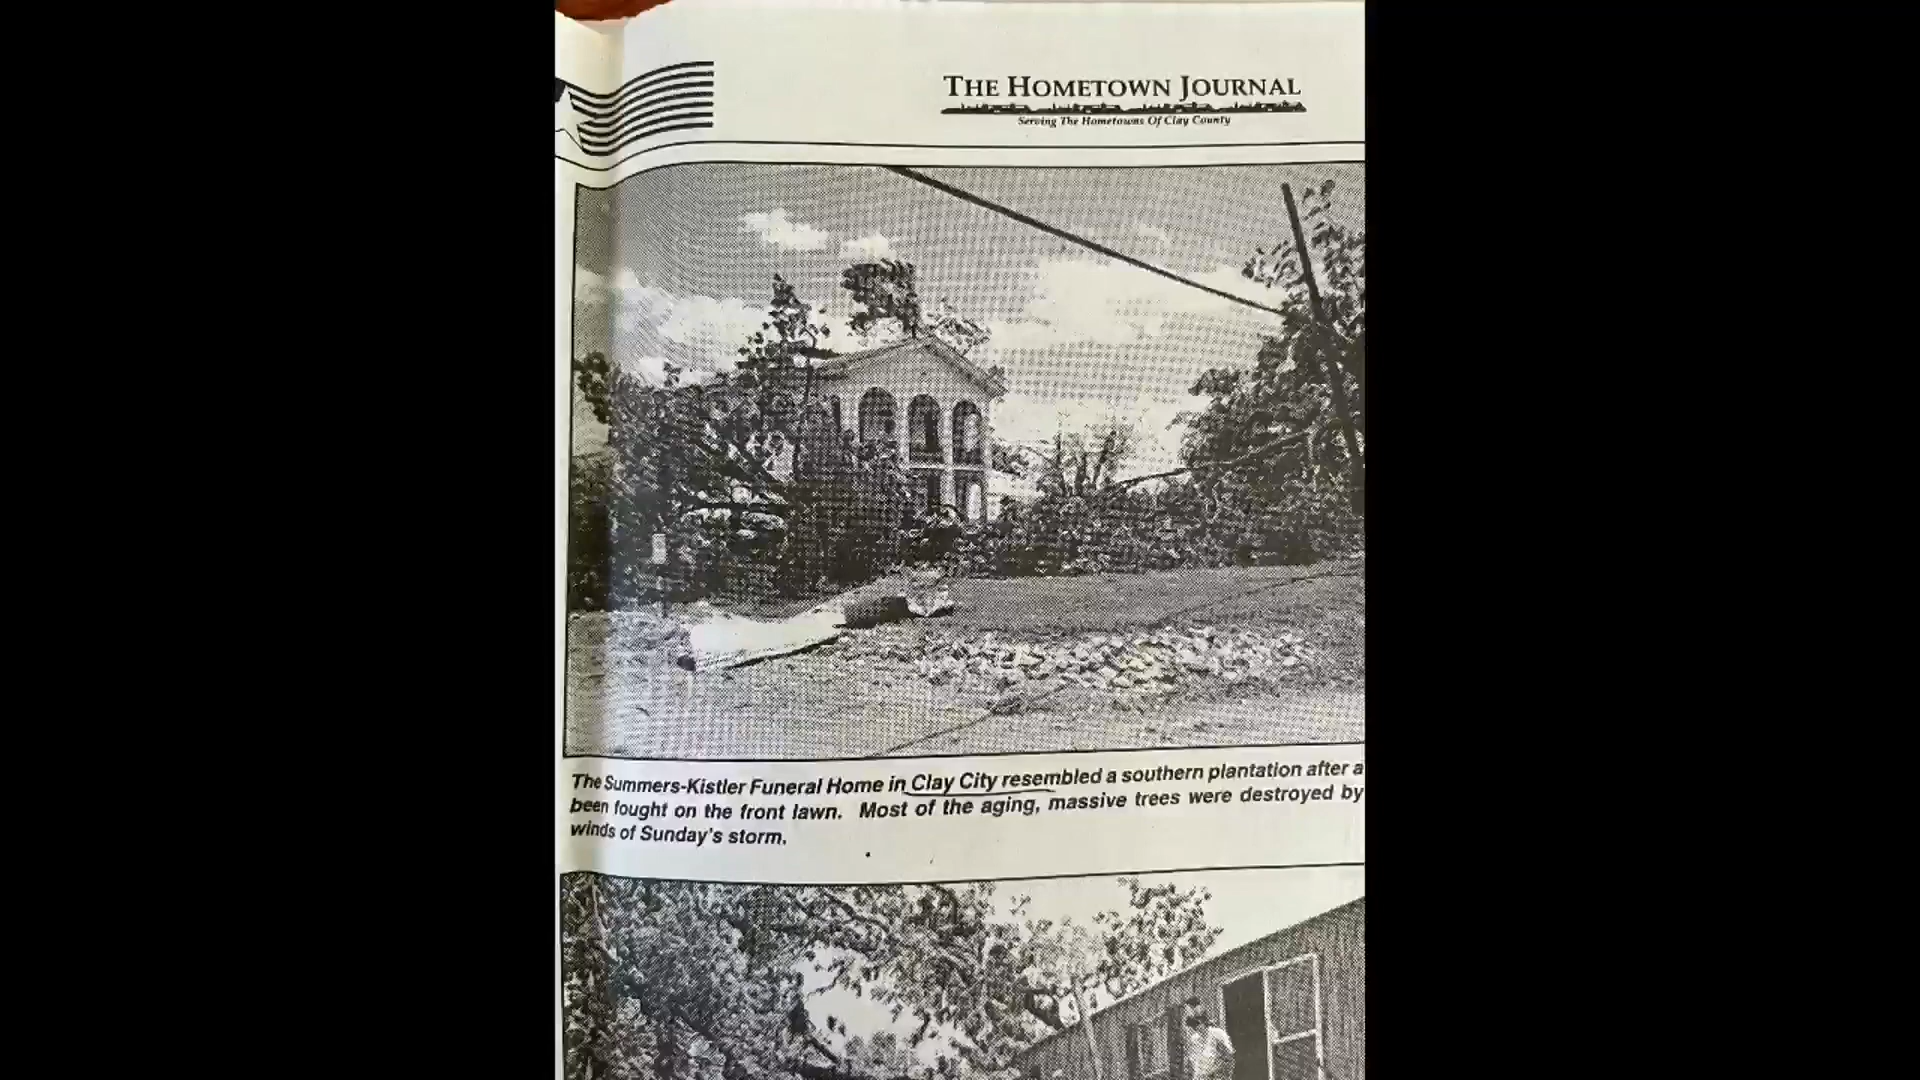 THE HOMETOWN JOURNAL
Serving The Hometowns Of Clay County
The Summers-Kistler Funeral Home in Clay City resembled a southern plantation after a
been fought on the front lawn. Most of the aging, massive trees were destroyed by
winds of Sunday's storm.